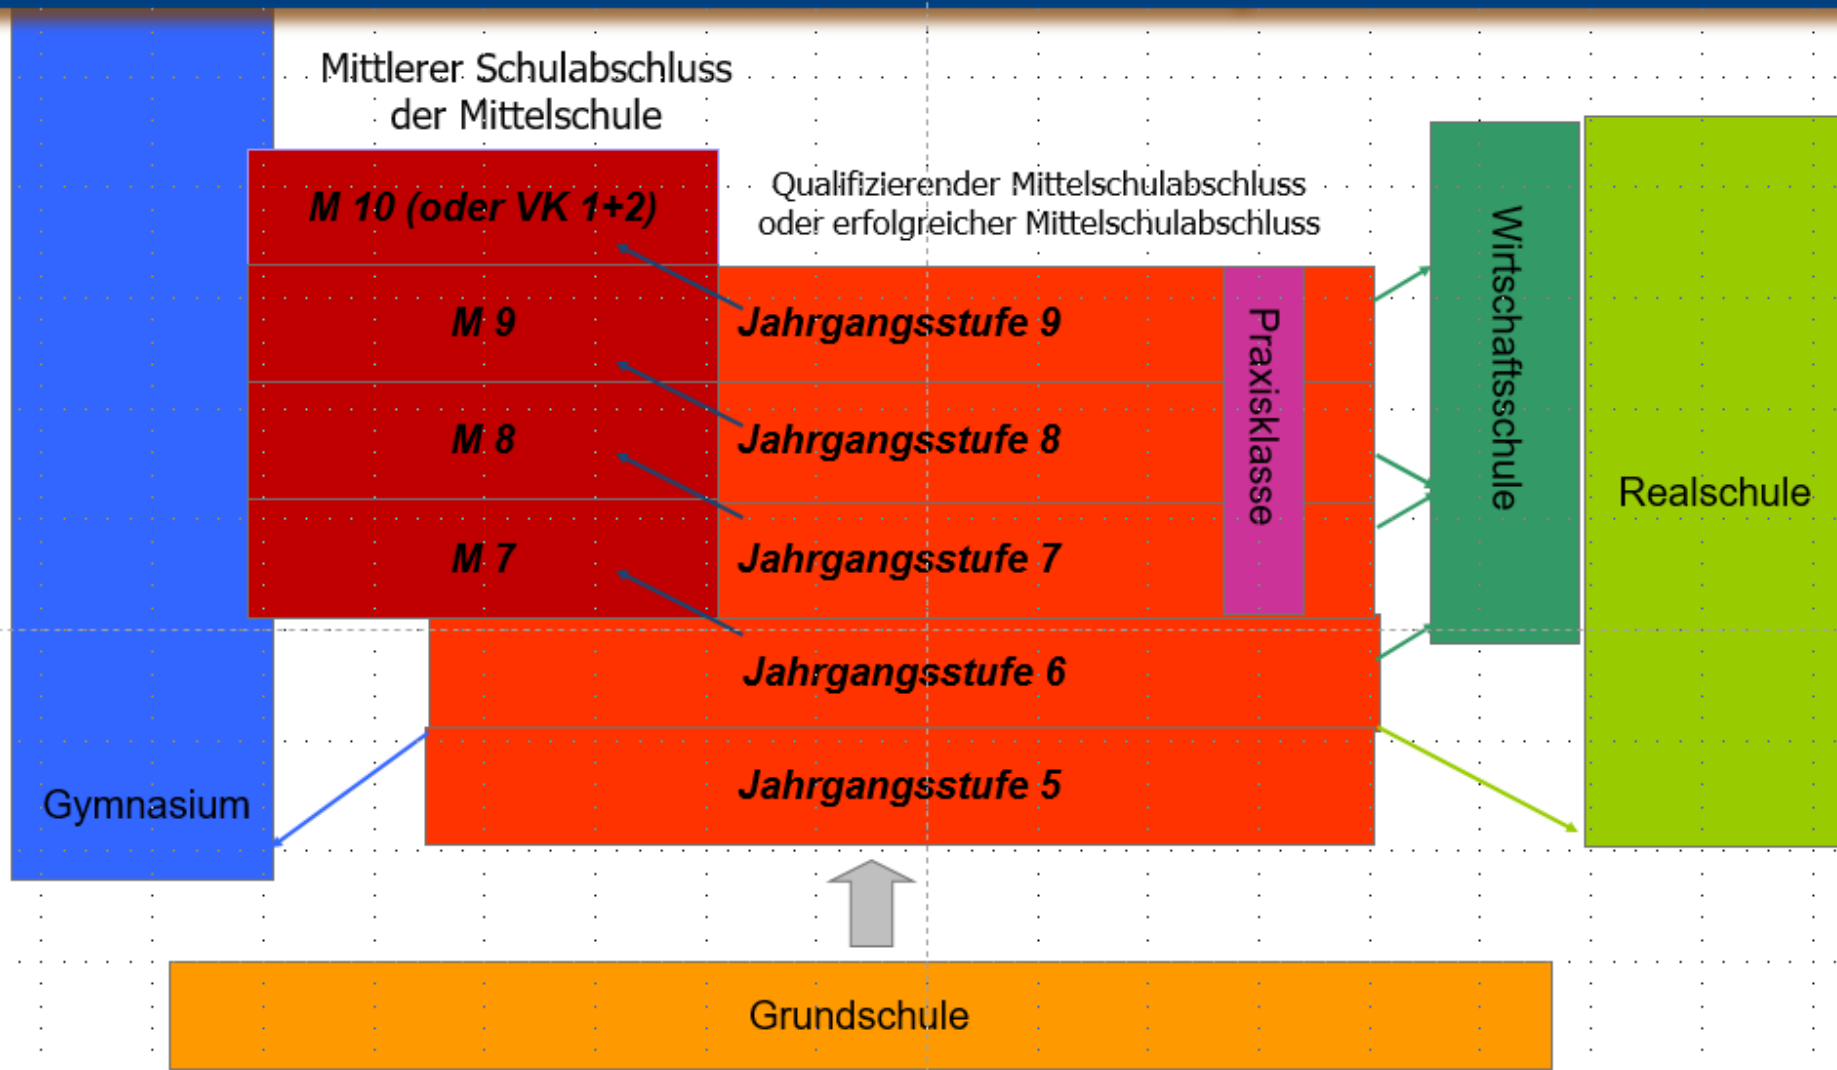 Mittlerer Schulabschluss
der Mittelschule
Qualifizierender Mittelschulabschluss
oder erfolgreicher Mittelschulabschluss
M 10 (oder VK 1+2)
M 9
Jahrgangsstufe 9
M 8
Jahrgangsstufe 8
M 7
Jahrgangsstufe 7
Praxisklasse
Wirtschaftsschule
Realschule
Jahrgangsstufe 6
Jahrgangsstufe 5
Gymnasium
Grundschule